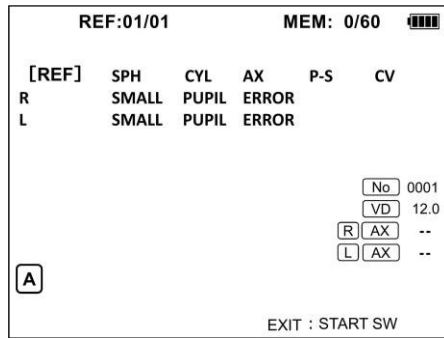 REF:01/01 MEM: 0/60
[REF] SPH CYL AX P-S CV
R SMALL PUPIL ERROR
L SMALL PUPIL ERROR
No 0001
VD 12.0
R AX --
L AX --
A
EXIT : START SW